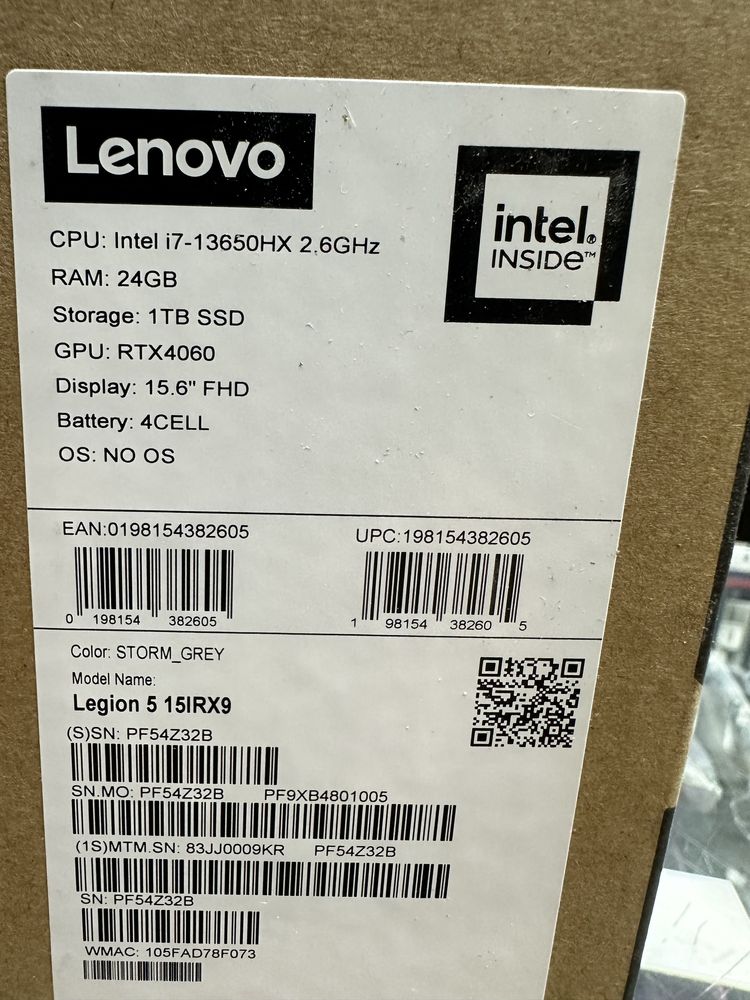 Lenovo
intel®
INSIDE™
CPU: Intel i7-13650HX 2.6GHz
RAM: 24GB
Storage: 1TB SSD
GPU: RTX4060
Display: 15.6" FHD
Battery: 4CELL
OS: NO OS
EAN:0198154382605
UPC:198154382605
0 198154 382605
1 98154 38260 5
Color: STORM_GREY
Model Name:
Legion 5 15IRX9
(S)SN: PF54Z32B
SN.MO: PF54Z32B PF9XB4801005
(1S)MTM.SN: 83JJ0009KR PF54Z32B
SN: PF54Z32B
WMAC: 105FAD78F073